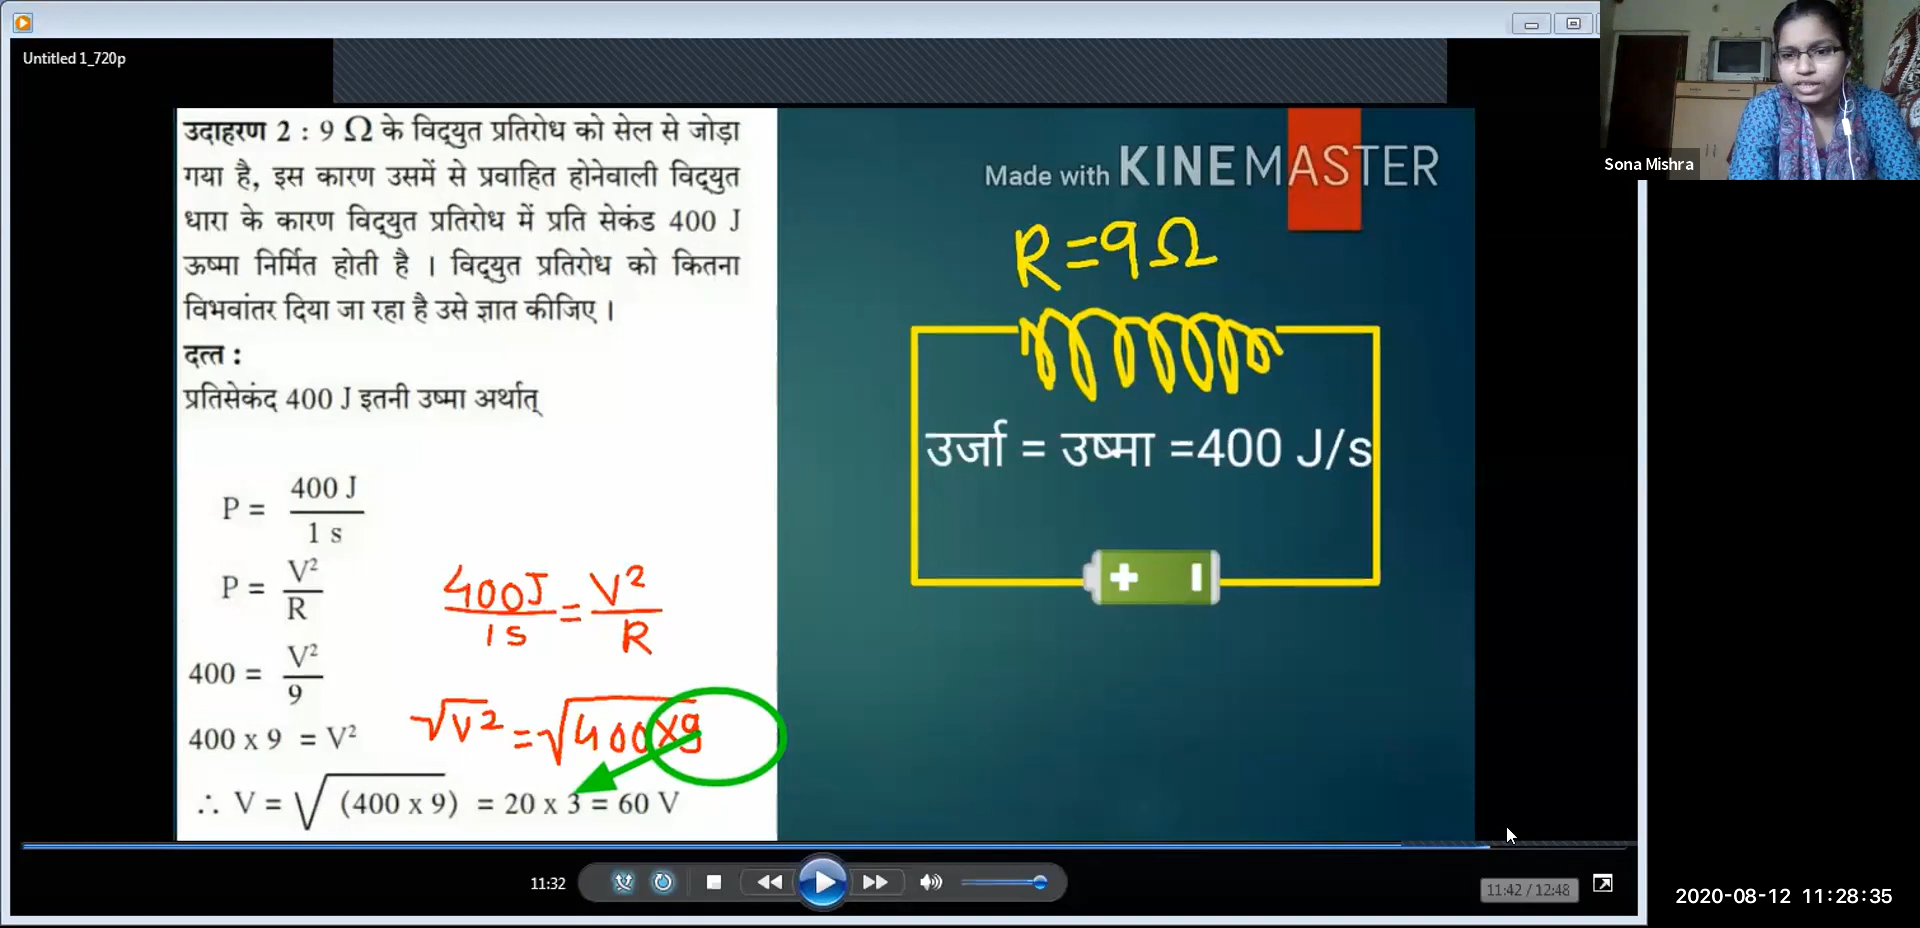 Untitled 1_720p
उदाहरण 2 : 9 Ω के विद्युत प्रतिरोध को सेल से जोड़ा
गया है, इस कारण उसमें से प्रवाहित होनेवाली विद्युत
धारा के कारण विद्युत प्रतिरोध में प्रति सेकंड 400 J
ऊष्मा निर्मित होती है । विद्युत प्रतिरोध को कितना
विभवांतर दिया जा रहा है उसे ज्ञात कीजिए ।
दत्त :
प्रतिसेकंद 400 J इतनी उष्मा अर्थात्
P = 400 J / 1 s
P = V² / R
400 = V² / 9
400 x 9 = V²
∴ V = √(400 x 9) = 20 x 3 = 60 V
400J / 1s = V² / R
√V² = √400x9
Made with KINEMASTER
R=9Ω
उर्जा = उष्मा =400 J/s
Sona Mishra
11:32
11:42 / 12:48
2020-08-12 11:28:35